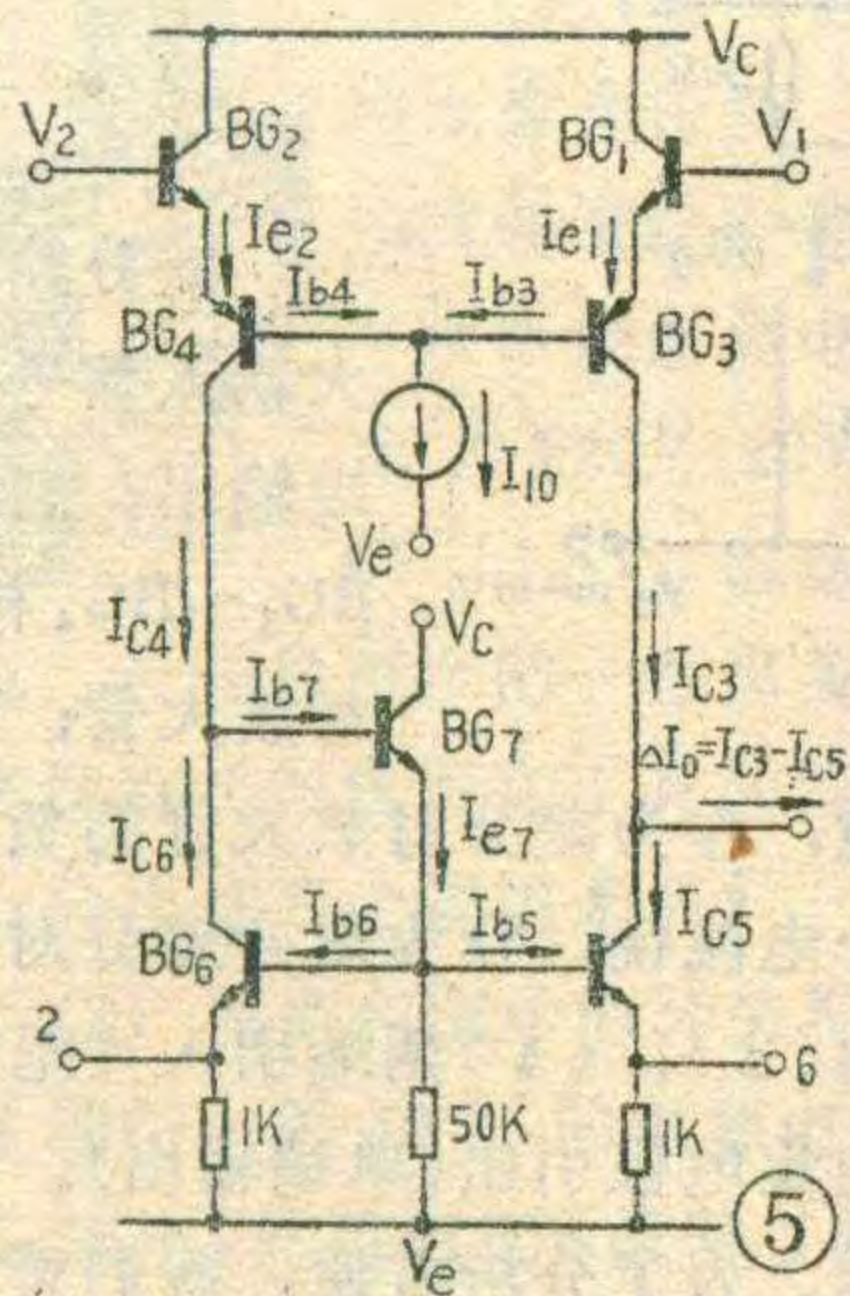 Vc
V2
BG2
BG1
V1
Ie2
Ie1
Ib4
Ib3
BG4
BG3
I10
Ve
Vc
IC4
Ib7
BG7
IC3
ΔI0=IC3-IC5
IC6
Ie7
Ib6
Ib5
IC5
BG6
2
6
1K
50K
1K
Ve
5